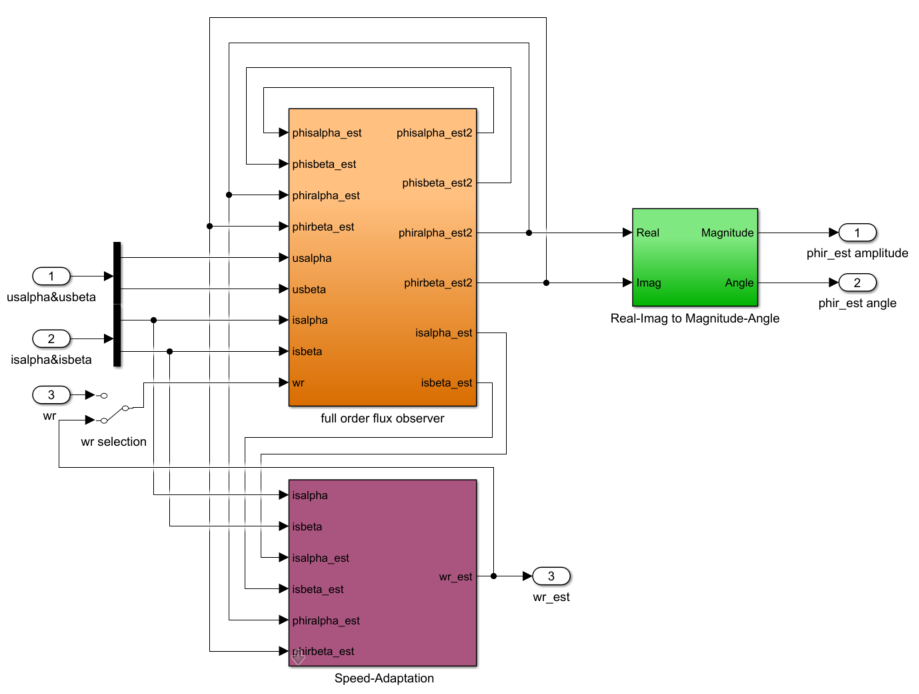 phisalpha_est
phisbeta_est
phiralpha_est
phirbeta_est
usalpha
usbeta
isalpha
isbeta
wr
phisalpha_est2
phisbeta_est2
phiralpha_est2
phirbeta_est2
isalpha_est
isbeta_est
full order flux observer
1
usalpha&usbeta
2
isalpha&isbeta
3
wr
wr selection
Real
Imag
Magnitude
Angle
Real-Imag to Magnitude-Angle
1
phir_est amplitude
2
phir_est angle
isalpha
isbeta
isalpha_est
isbeta_est
phiralpha_est
phirbeta_est
wr_est
Speed-Adaptation
3
wr_est